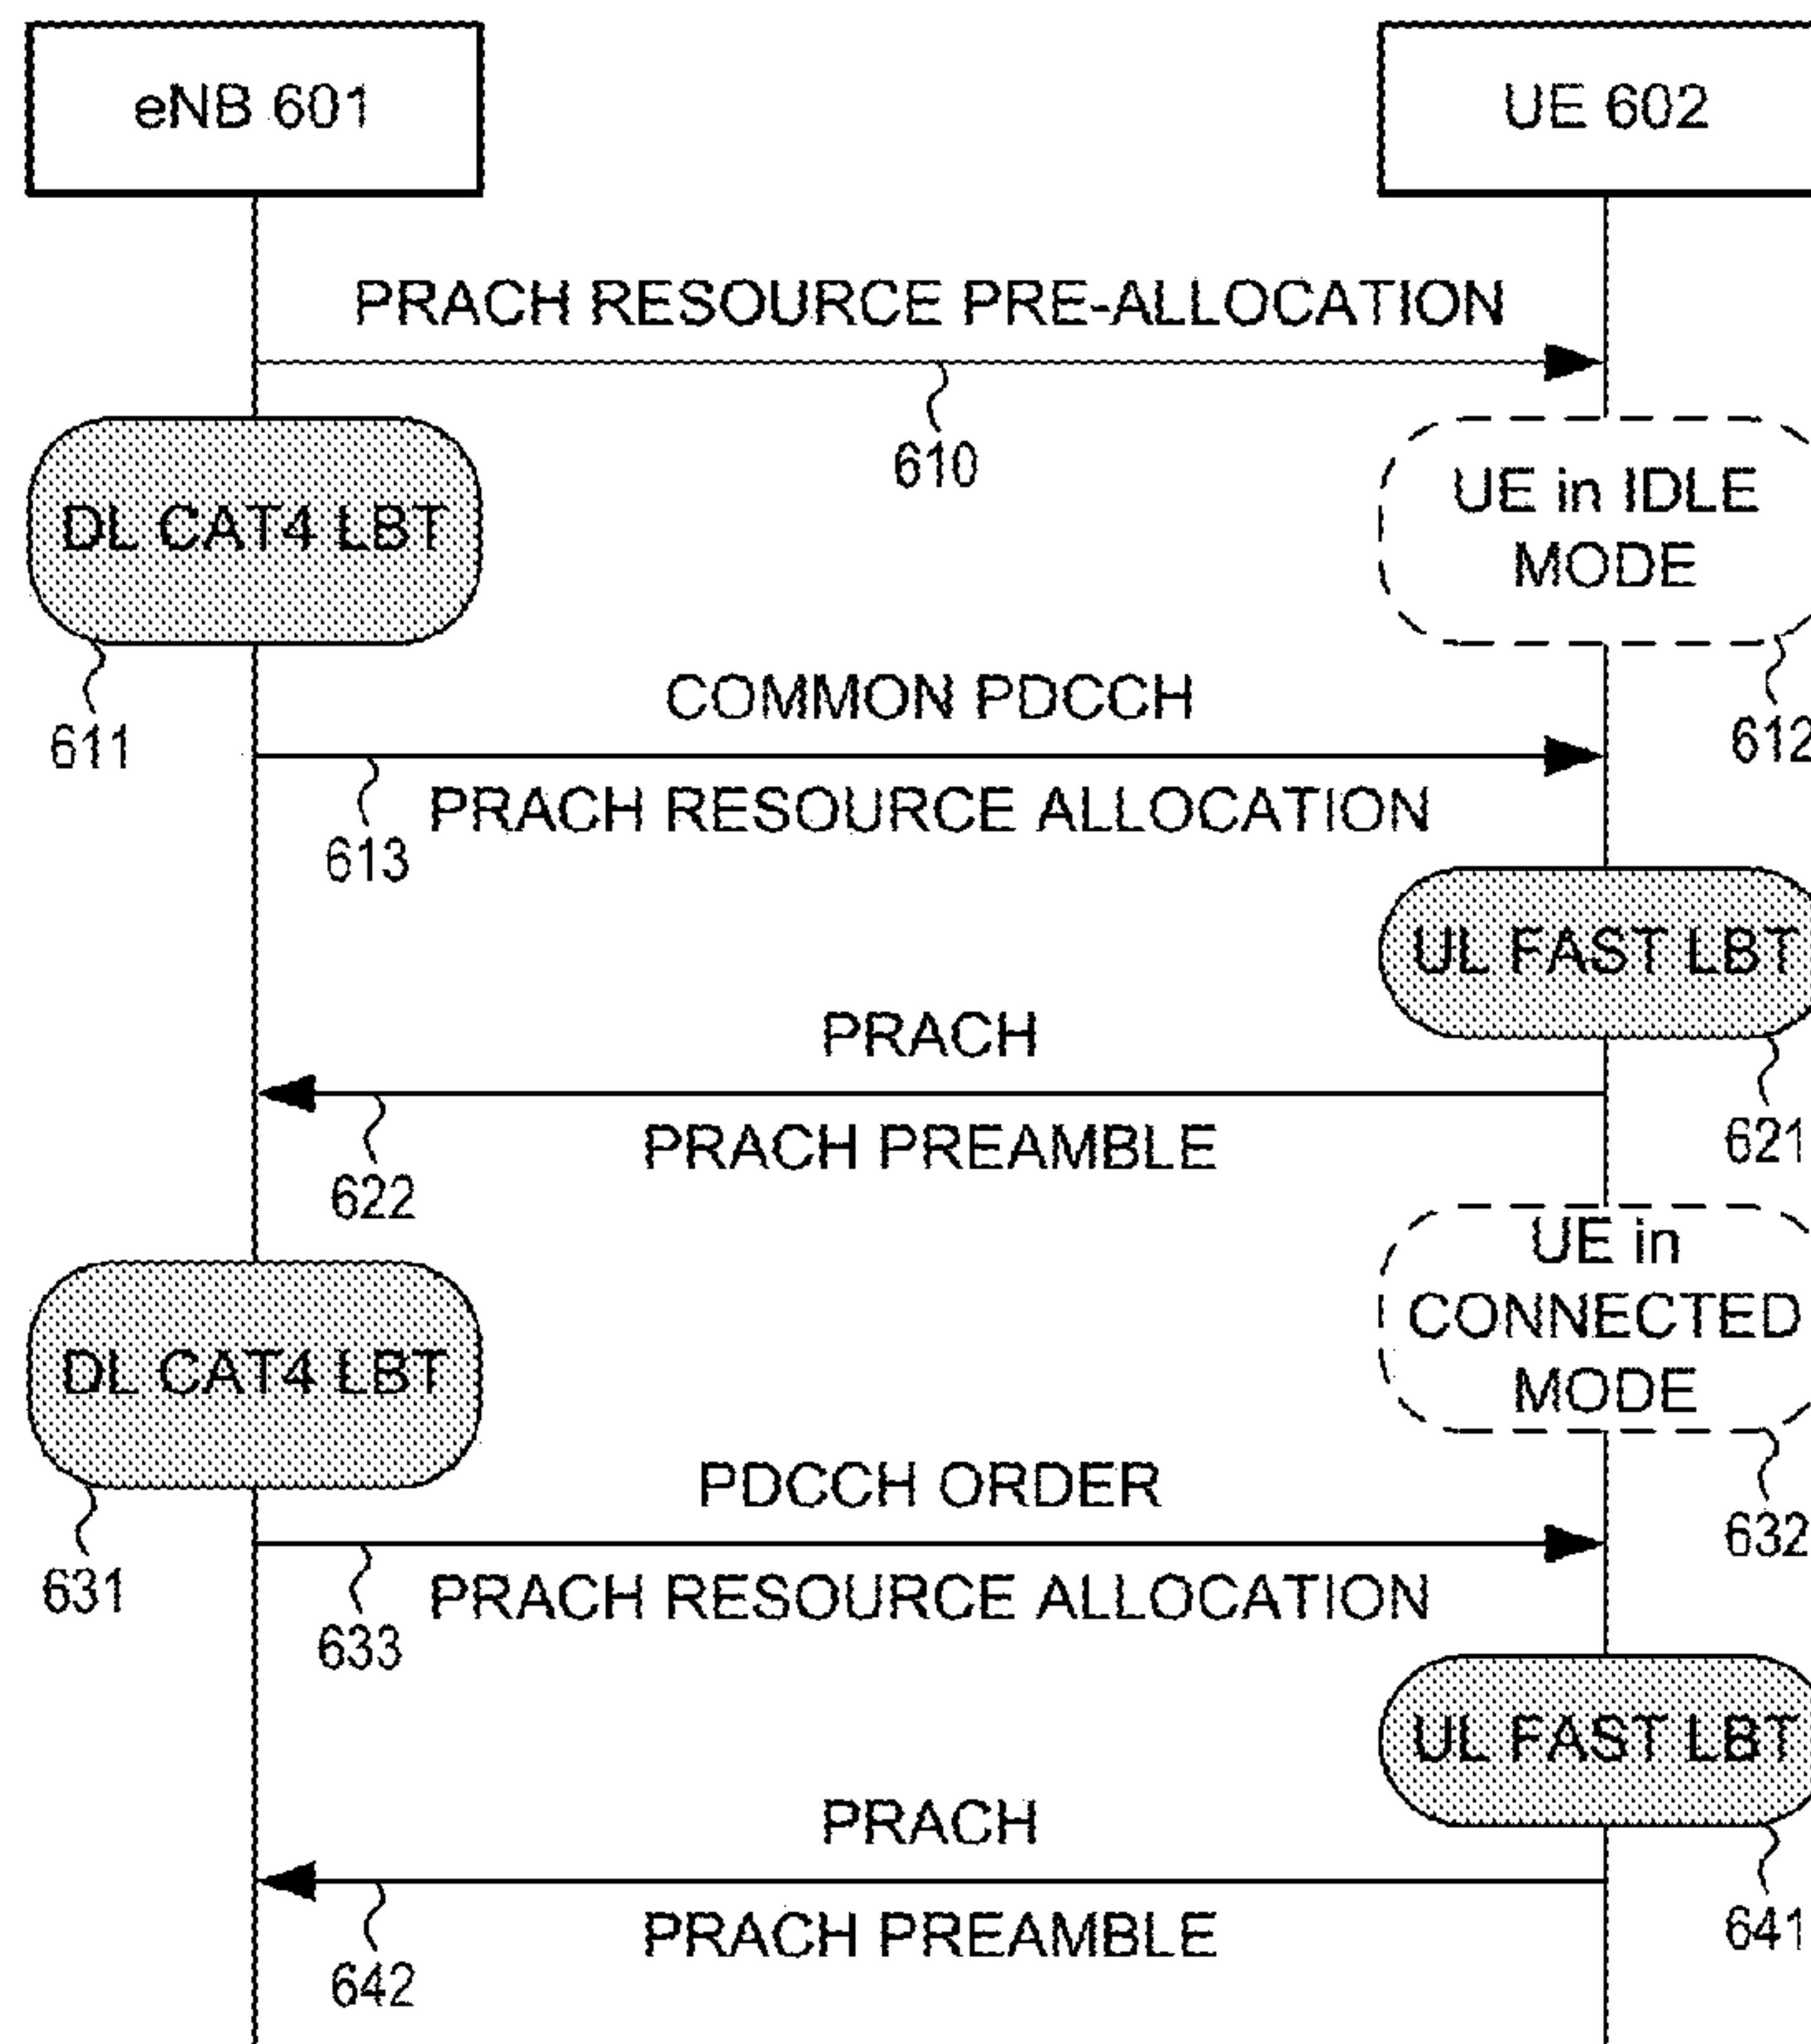 eNB 601
UE 602
PRACH RESOURCE PRE-ALLOCATION
610
DL CAT4 LBT
UE in IDLE
MODE
611
612
COMMON PDCCH
613
PRACH RESOURCE ALLOCATION
UL FAST LBT
621
PRACH
622
PRACH PREAMBLE
DL CAT4 LBT
UE in
CONNECTED
MODE
631
632
PDCCH ORDER
633
PRACH RESOURCE ALLOCATION
UL FAST LBT
641
PRACH
642
PRACH PREAMBLE